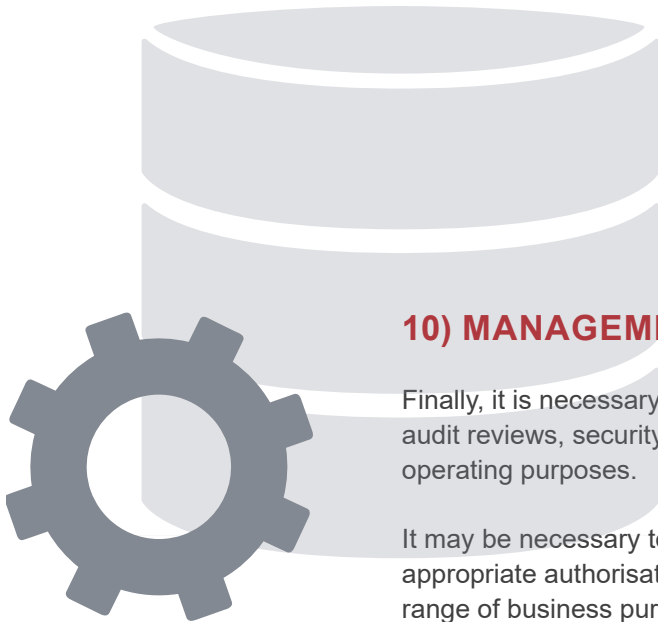 10) MANAGEM
Finally, it is necessary
audit reviews, security
operating purposes.
It may be necessary to
appropriate authorisat
range of business pur